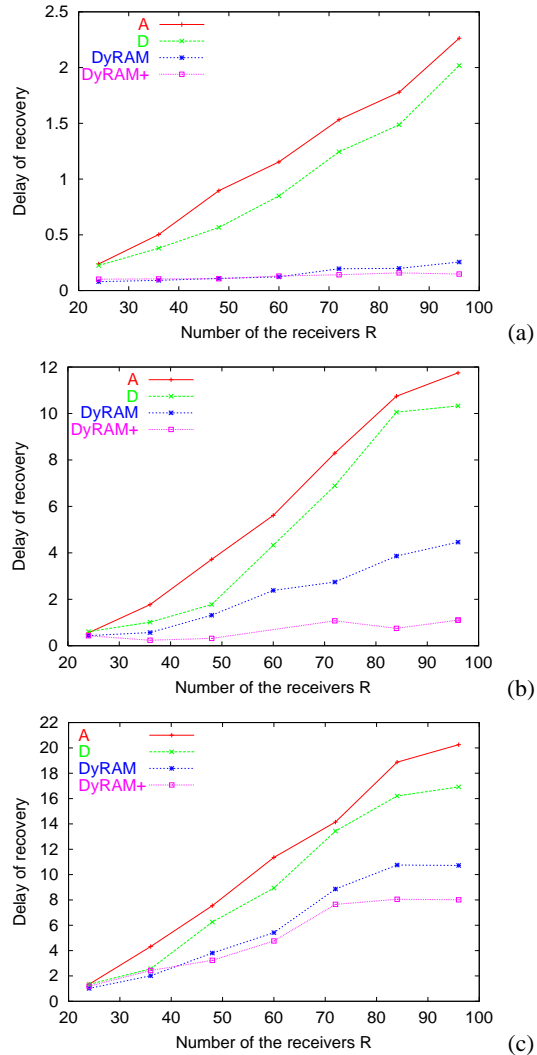 2.5
2
1.5
1
0.5
0
Delay of recovery
A
D
DyRAM
DyRAM+
20 30 40 50 60 70 80 90 100
Number of the receivers R
(a)
12
10
8
6
4
2
0
Delay of recovery
A
D
DyRAM
DyRAM+
20 30 40 50 60 70 80 90 100
Number of the receivers R
(b)
22
20
18
16
14
12
10
8
6
4
2
0
Delay of recovery
A
D
DyRAM
DyRAM+
20 30 40 50 60 70 80 90 100
Number of the receivers R
(c)